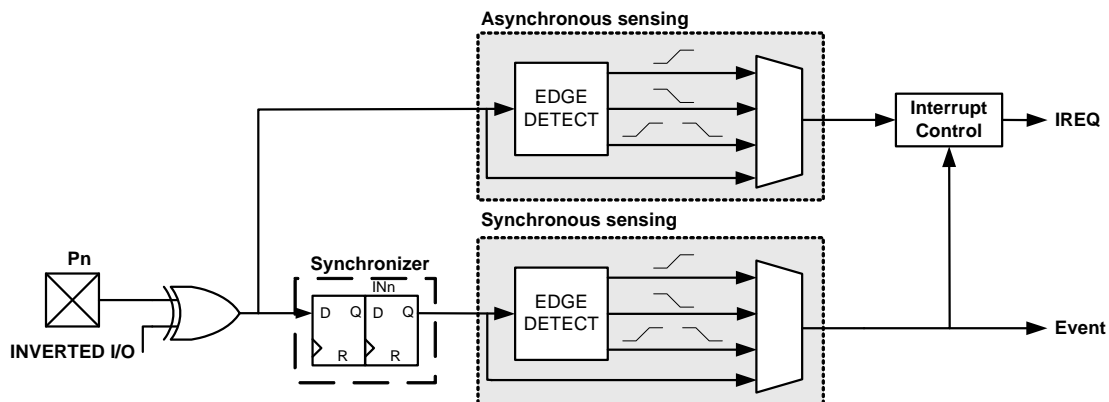 Asynchronous sensing
EDGE
DETECT
Interrupt
Control
IREQ
Synchronous sensing
Pn
Synchronizer
INn
D Q D Q
R R
EDGE
DETECT
INVERTED I/O
Event